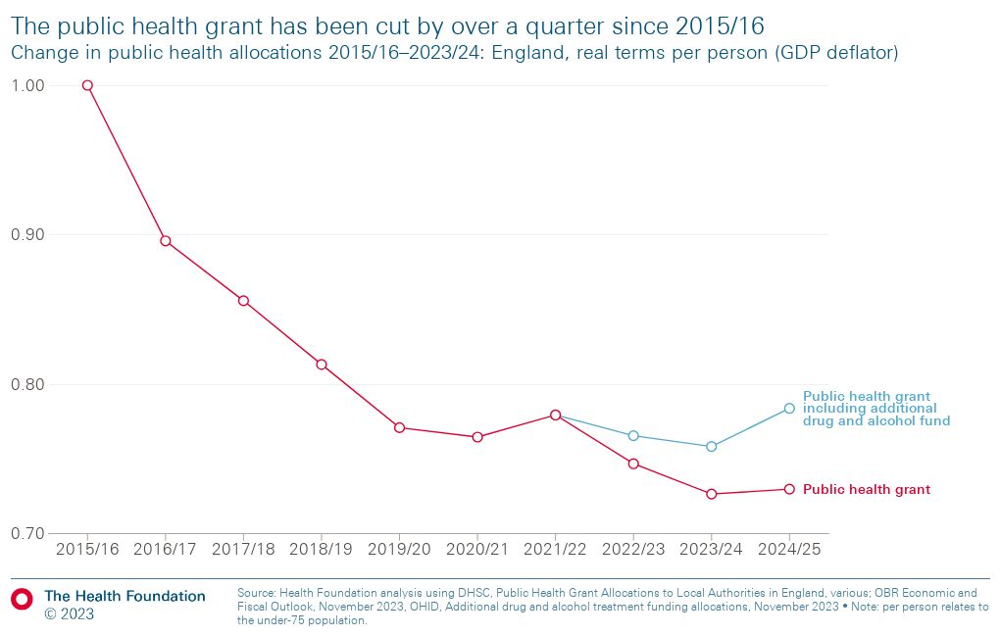 The public health grant has been cut by over a quarter since 2015/16
Change in public health allocations 2015/16–2023/24: England, real terms per person (GDP deflator)
1.00
0.90
0.80
0.70
Public health grant
including additional
drug and alcohol fund
Public health grant
2015/16 2016/17 2017/18 2018/19 2019/20 2020/21 2021/22 2022/23 2023/24 2024/25
The Health Foundation
© 2023
Source: Health Foundation analysis using DHSC, Public Health Grant Allocations to Local Authorities in England, various; OBR Economic and
Fiscal Outlook, November 2023, OHID, Additional drug and alcohol treatment funding allocations, November 2023 • Note: per person relates to
the under-75 population.